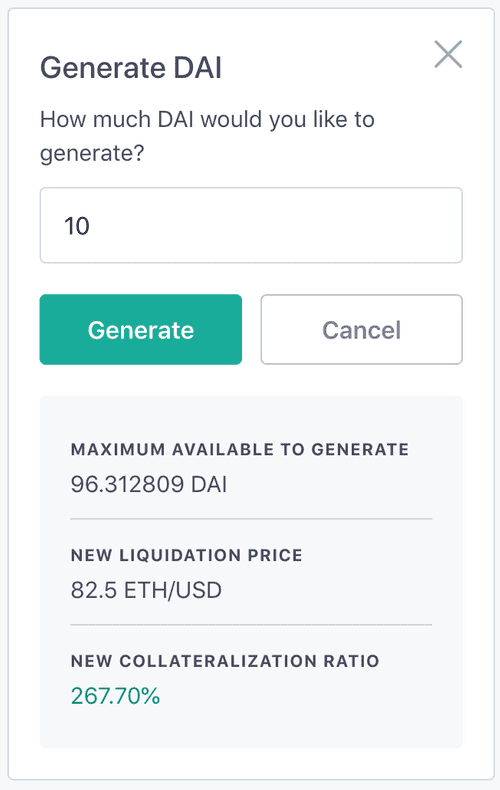 Generate DAI
How much DAI would you like to
generate?
10
Generate
Cancel
MAXIMUM AVAILABLE TO GENERATE
96.312809 DAI
NEW LIQUIDATION PRICE
82.5 ETH/USD
NEW COLLATERALIZATION RATIO
267.70%